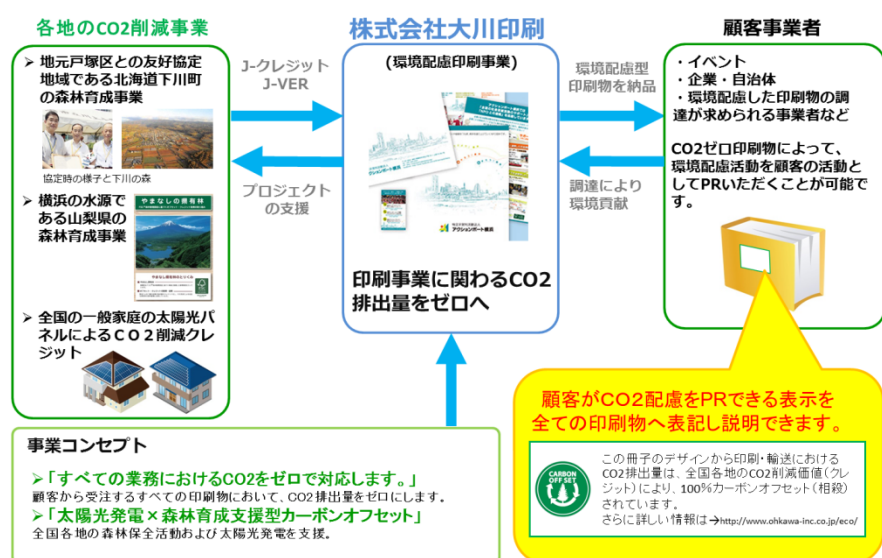 各地のCO2削減事業
➢ 地元戸塚区との友好協定
地域である北海道下川町
の森林育成事業
協定時の様子と下川の森
➢ 横浜の水源で
ある山梨県の
森林育成事業
やまなしの県有林
➢ 全国の一般家庭の太陽光パ
ネルによるCO2削減クレ
ジット
J-クレジット
J-VER
プロジェクト
の支援
株式会社大川印刷
(環境配慮印刷事業)
アクションポート横浜
印刷事業に関わるCO2
排出量をゼロへ
環境配慮型
印刷物を納品
調達により
環境貢献
顧客事業者
・イベント
・企業・自治体
・環境配慮した印刷物の調
達が求められる事業者など
CO2ゼロ印刷物によって、
環境配慮活動を顧客の活動
としてPRいただくことが可能で
す。
事業コンセプト
➢「すべての業務におけるCO2をゼロで対応します。」
顧客から受注するすべての印刷物において、CO2排出量をゼロにします。
➢「太陽光発電×森林育成支援型カーボンオフセット」
全国各地の森林保全活動および太陽光発電を支援。
顧客がCO2配慮をPRできる表示を
全ての印刷物へ表記し説明できます。
CARBON
OFF SET
この冊子のデザインから印刷・輸送における
CO2排出量は、全国各地のCO2削減価値(クレ
ジット)により、100%カーボンオフセット(相殺)
されています。
さらに詳しい情報は→http://www.ohkawa-inc.co.jp/eco/